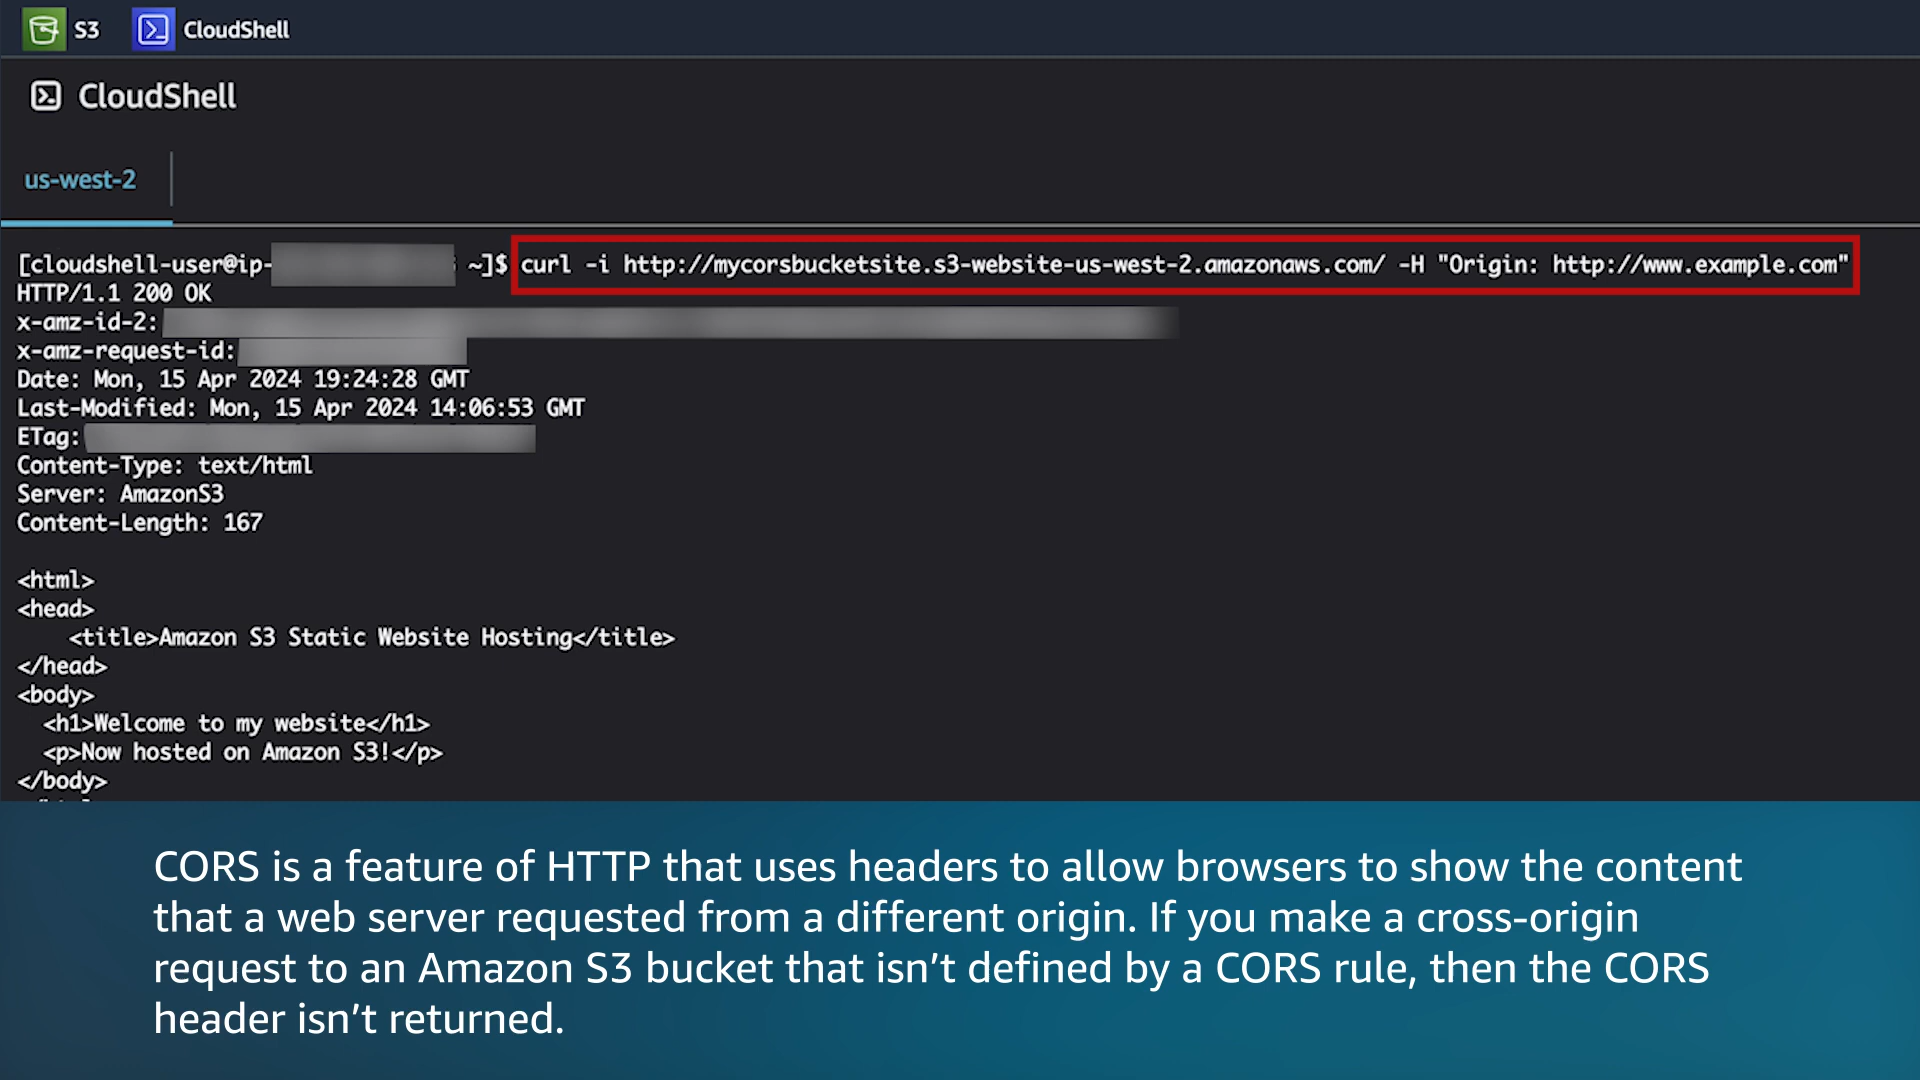 S3 CloudShell
CloudShell
us-west-2
[cloudshell-user@ip- ~]$ curl -i http://mycorsbucketsite.s3-website-us-west-2.amazonaws.com/ -H "Origin: http://www.example.com"
HTTP/1.1 200 OK
x-amz-id-2:
x-amz-request-id:
Date: Mon, 15 Apr 2024 19:24:28 GMT
Last-Modified: Mon, 15 Apr 2024 14:06:53 GMT
ETag:
Content-Type: text/html
Server: AmazonS3
Content-Length: 167
<html>
<head>
<title>Amazon S3 Static Website Hosting</title>
</head>
<body>
<h1>Welcome to my website</h1>
<p>Now hosted on Amazon S3!</p>
</body>
CORS is a feature of HTTP that uses headers to allow browsers to show the content
that a web server requested from a different origin. If you make a cross-origin
request to an Amazon S3 bucket that isn’t defined by a CORS rule, then the CORS
header isn’t returned.